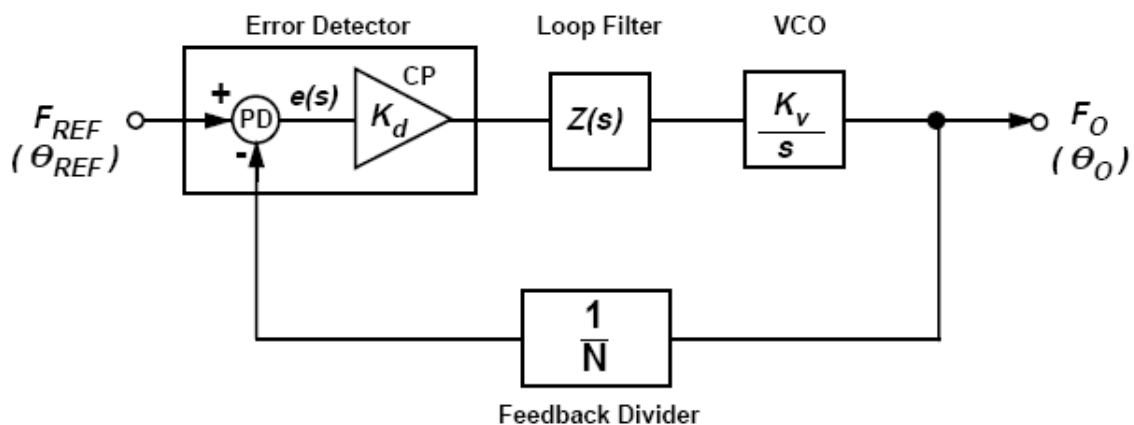 Error Detector
Loop Filter
VCO
CP
+
e(s)
PD
K_d
-
Z(s)
K_v
s
F_REF
(Θ_REF)
F_O
(Θ_O)
1
N
Feedback Divider